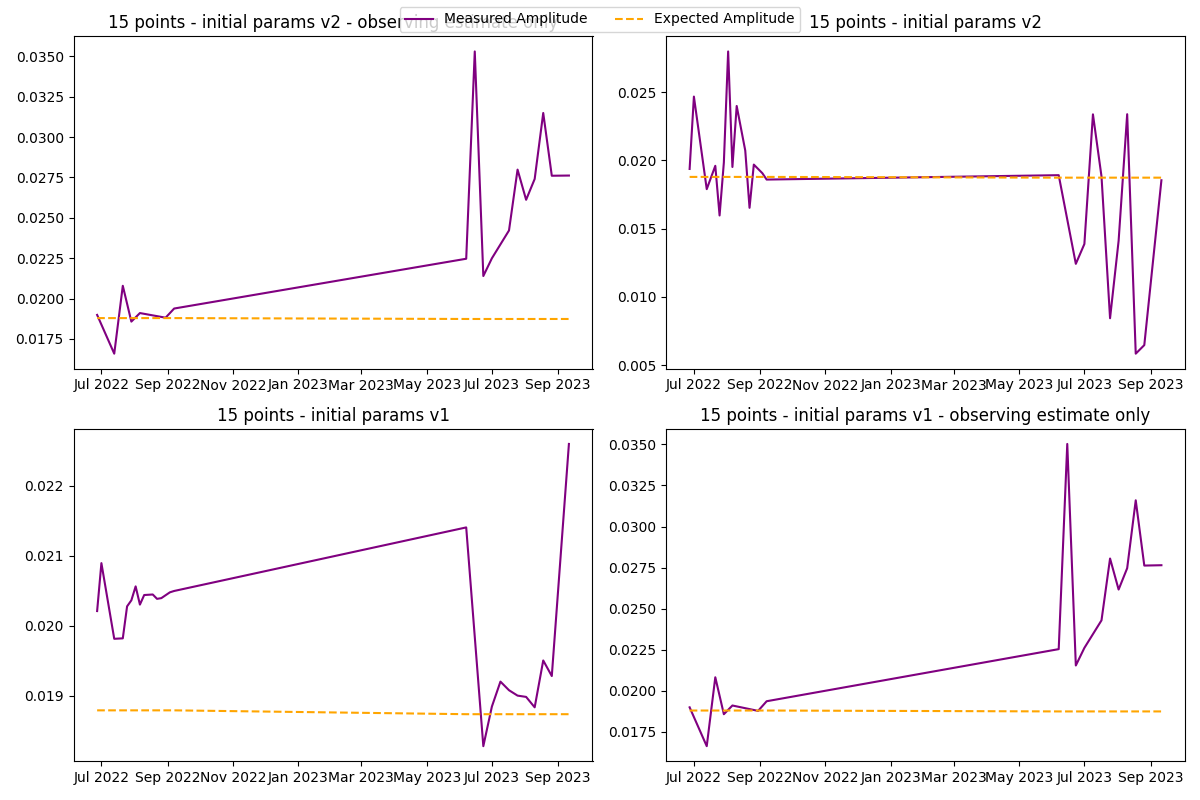 Measured Amplitude Expected Amplitude
15 points - initial params v2 - observing estimate only
0.0350
0.0325
0.0300
0.0275
0.0250
0.0225
0.0200
0.0175
Jul 2022 Sep 2022 Nov 2022 Jan 2023 Mar 2023 May 2023 Jul 2023 Sep 2023
15 points - initial params v2
0.025
0.020
0.015
0.010
0.005
Jul 2022 Sep 2022 Nov 2022 Jan 2023 Mar 2023 May 2023 Jul 2023 Sep 2023
15 points - initial params v1
0.022
0.021
0.020
0.019
Jul 2022 Sep 2022 Nov 2022 Jan 2023 Mar 2023 May 2023 Jul 2023 Sep 2023
15 points - initial params v1 - observing estimate only
0.0350
0.0325
0.0300
0.0275
0.0250
0.0225
0.0200
0.0175
Jul 2022 Sep 2022 Nov 2022 Jan 2023 Mar 2023 May 2023 Jul 2023 Sep 2023